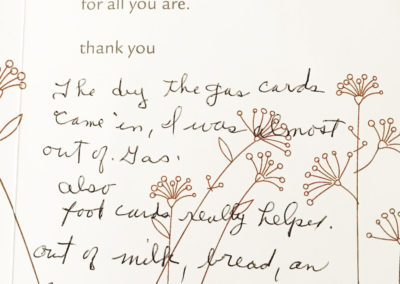 for all you are.
thank you
The day the gas cards
came in, I was almost
out of. Gas.
also
foot cards really helped.
out of milk, bread, an